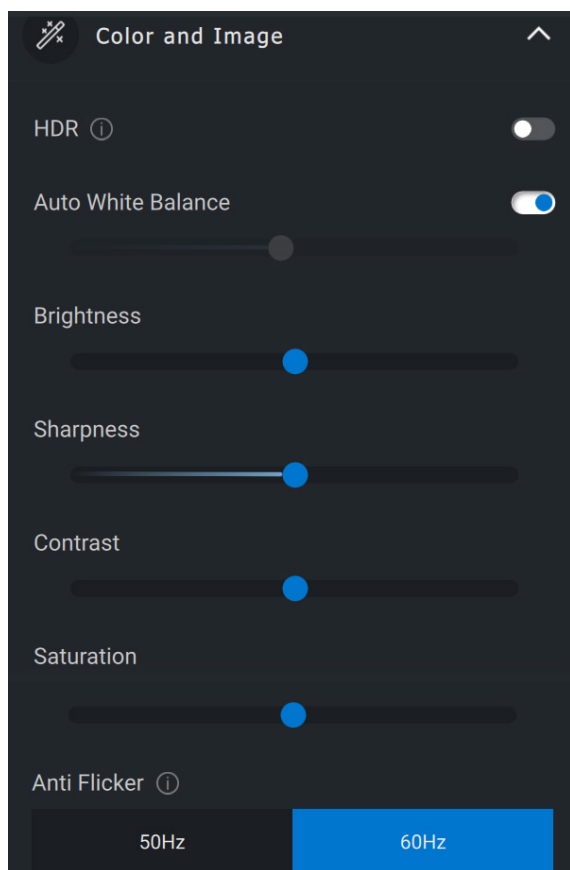 Color and Image
HDR
Auto White Balance
Brightness
Sharpness
Contrast
Saturation
Anti Flicker
50Hz 60Hz